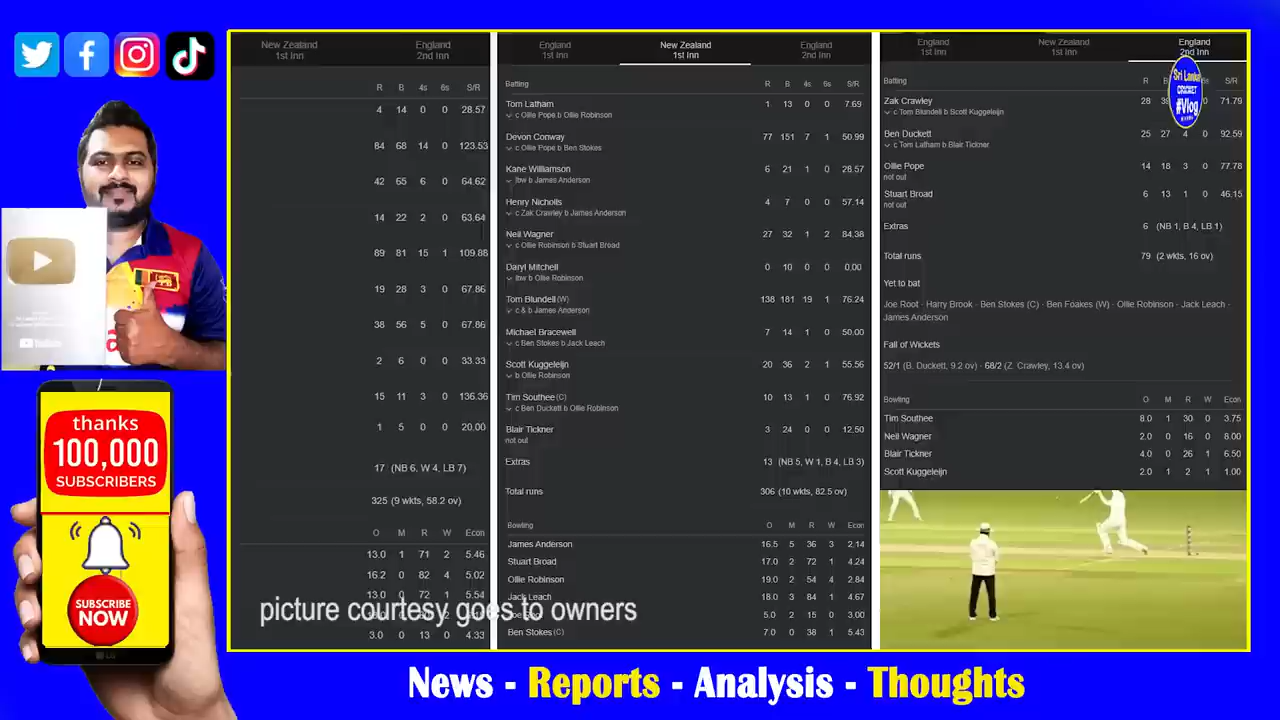 New Zealand England
1st Inn 2nd Inn
R B 4s 6s S/R
4 14 0 0 28.57
84 68 14 0 123.53
42 65 6 0 64.62
14 22 2 0 63.64
89 81 15 1 109.88
19 28 3 0 67.86
38 56 5 0 67.86
2 6 0 0 33.33
15 11 3 0 136.36
1 5 0 0 20.00
17 (NB 6, W 4, LB 7)
325 (9 wkts, 58.2 ov)
O M R W Econ
13.0 1 71 2 5.46
16.2 0 82 4 5.02
13.0 0 72 1 5.54
3.0 0 13 0 4.33
England New Zealand England
1st Inn 1st Inn 2nd Inn
Batting R B 4s 6s S/R
Tom Latham 1 13 0 0 7.69
c Ollie Pope b Ollie Robinson
Devon Conway 77 151 7 1 50.99
c Ollie Pope b Ben Stokes
Kane Williamson 6 21 1 0 28.57
lbw b James Anderson
Henry Nicholls 4 7 0 0 57.14
c Zak Crawley b James Anderson
Neil Wagner 27 32 1 2 84.38
c Ollie Robinson b Stuart Broad
Daryl Mitchell 0 10 0 0 0.00
lbw b Ollie Robinson
Tom Blundell (W) 138 181 19 1 76.24
c & b James Anderson
Michael Bracewell 7 14 1 0 50.00
c Ben Stokes b Jack Leach
Scott Kuggeleijn 20 36 2 1 55.56
b Ollie Robinson
Tim Southee (C) 10 13 1 0 76.92
c Ben Duckett b Ollie Robinson
Blair Tickner 3 24 0 0 12.50
not out
Extras 13 (NB 5, W 1, B 4, LB 3)
Total runs 306 (10 wkts, 82.5 ov)
Bowling O M R W Econ
James Anderson 16.5 5 36 3 2.14
Stuart Broad 17.0 2 72 1 4.24
Ollie Robinson 19.0 2 54 4 2.84
Jack Leach 18.0 3 84 1 4.67
5.0 2 15 0 3.00
Ben Stokes (C) 7.0 0 38 1 5.43
England New Zealand England
1st Inn 1st Inn 2nd Inn
Batting R S/R
Zak Crawley 28 0 71.79
c Tom Blundell b Scott Kuggeleijn
Ben Duckett 25 27 4 0 92.59
c Tom Latham b Blair Tickner
Ollie Pope 14 18 3 0 77.78
not out
Stuart Broad 6 13 1 0 46.15
not out
Extras 6 (NB 1, B 4, LB 1)
Total runs 79 (2 wkts, 16 ov)
Yet to bat
Joe Root · Harry Brook · Ben Stokes (C) · Ben Foakes (W) · Ollie Robinson · Jack Leach ·
James Anderson
Fall of Wickets
52/1 (B. Duckett, 9.2 ov) · 68/2 (Z. Crawley, 13.4 ov)
Bowling O M R W Econ
Tim Southee 8.0 1 30 0 3.75
Neil Wagner 2.0 0 16 0 8.00
Blair Tickner 4.0 0 26 1 6.50
Scott Kuggeleijn 2.0 1 2 1 1.00
Sri Lanka
CRICKET
#Vlog
YouTube
thanks
100,000
SUBSCRIBERS
SUBSCRIBE
NOW
LG
picture courtesy goes to owners
News - Reports - Analysis - Thoughts